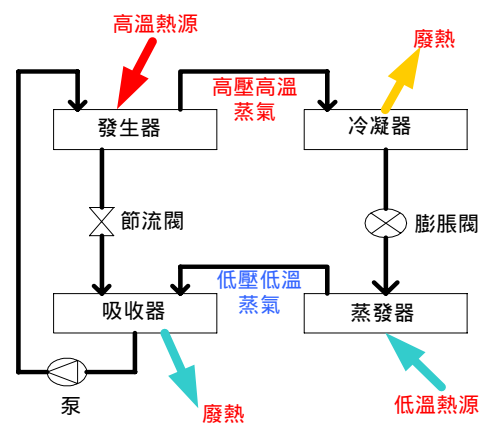 高溫熱源
廢熱
高壓高溫
蒸氣
發生器
冷凝器
節流閥
膨脹閥
低壓低溫
蒸氣
吸收器
蒸發器
泵
廢熱
低溫熱源